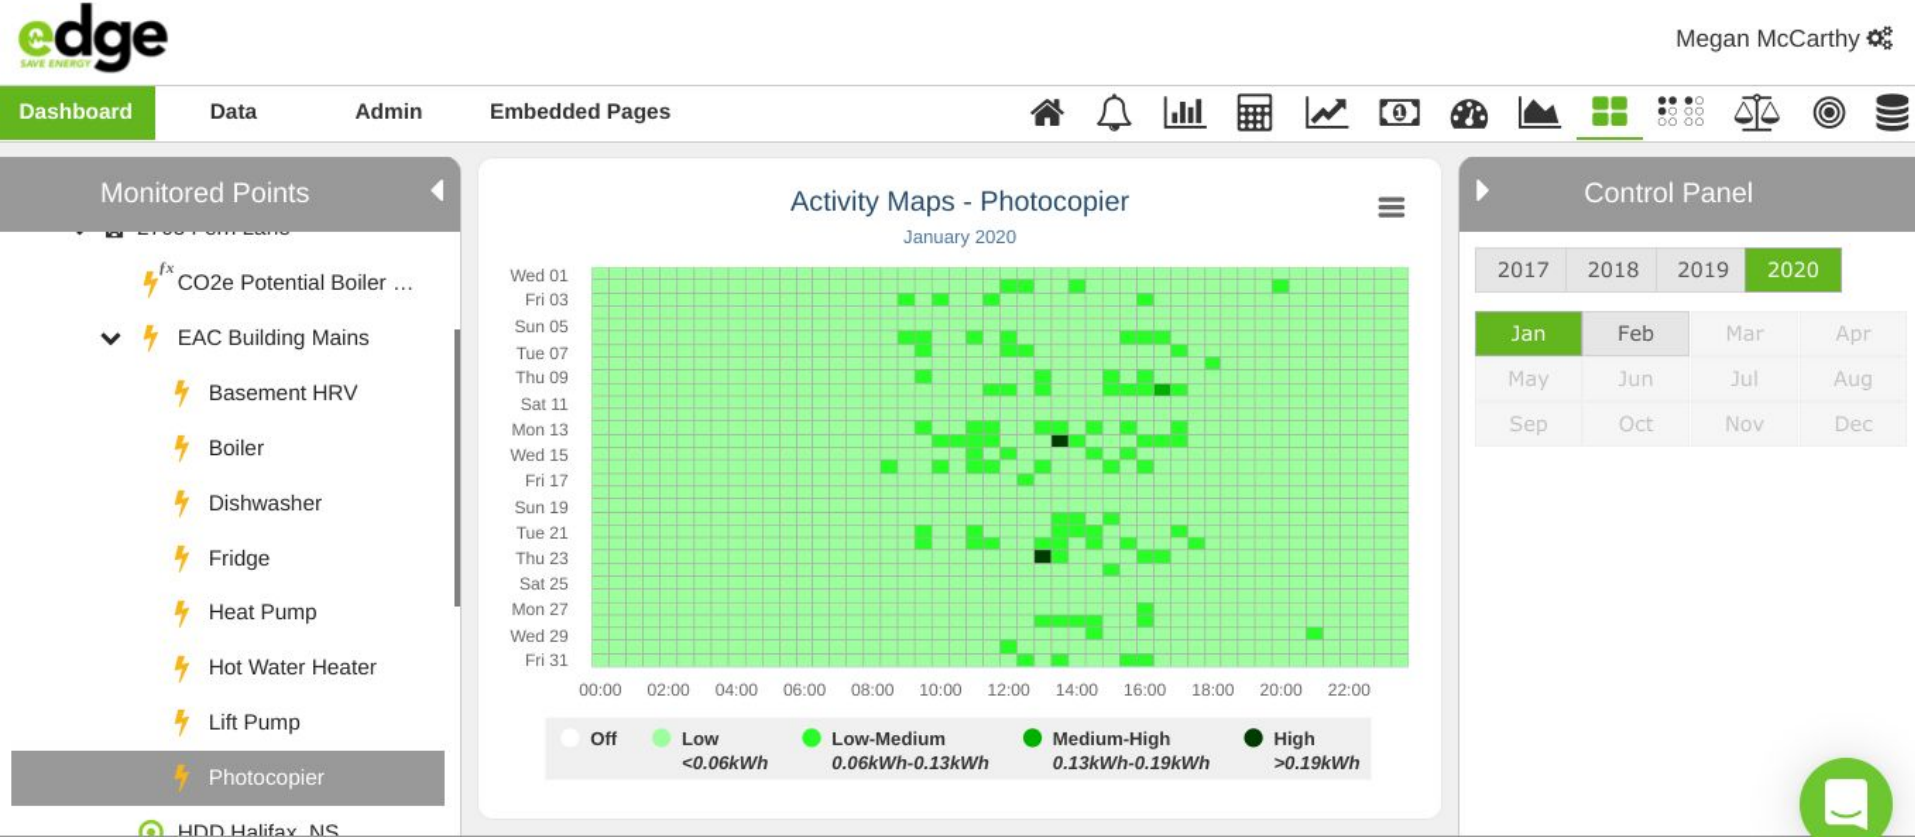 edge
SAVE ENERGY
Megan McCarthy
Dashboard Data Admin Embedded Pages
Monitored Points
fx CO2e Potential Boiler ...
EAC Building Mains
Basement HRV
Boiler
Dishwasher
Fridge
Heat Pump
Hot Water Heater
Lift Pump
Photocopier
HDD Halifax, NS
Activity Maps - Photocopier
January 2020
Wed 01
Fri 03
Sun 05
Tue 07
Thu 09
Sat 11
Mon 13
Wed 15
Fri 17
Sun 19
Tue 21
Thu 23
Sat 25
Mon 27
Wed 29
Fri 31
00:00 02:00 04:00 06:00 08:00 10:00 12:00 14:00 16:00 18:00 20:00 22:00
Off Low Low-Medium Medium-High High
<0.06kWh 0.06kWh-0.13kWh 0.13kWh-0.19kWh >0.19kWh
Control Panel
2017 2018 2019 2020
Jan Feb Mar Apr
May Jun Jul Aug
Sep Oct Nov Dec